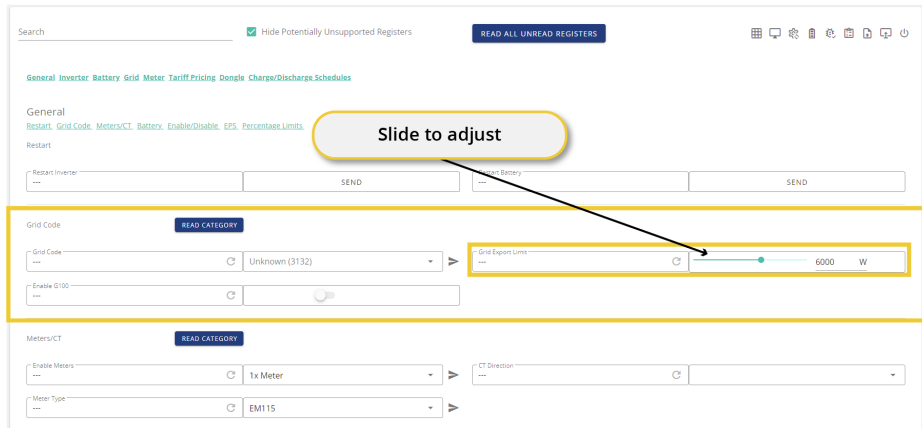 Search
Hide Potentially Unsupported Registers
READ ALL UNREAD REGISTERS
General Inverter Battery Grid Meter Tariff Pricing Dongle Charge/Discharge Schedules
General
Restart Grid Code Meters/CT Battery Enable/Disable EPS Percentage Limits
Slide to adjust
Restart
Restart Inverter
---
SEND
Restart Battery
---
SEND
Grid Code
READ CATEGORY
Grid Code
---
Unknown (3132)
Grid Export Limit
---
6000 W
Enable G100
---
Meters/CT
READ CATEGORY
Enable Meters
---
1x Meter
CT Direction
---
Meter Type
---
EM115